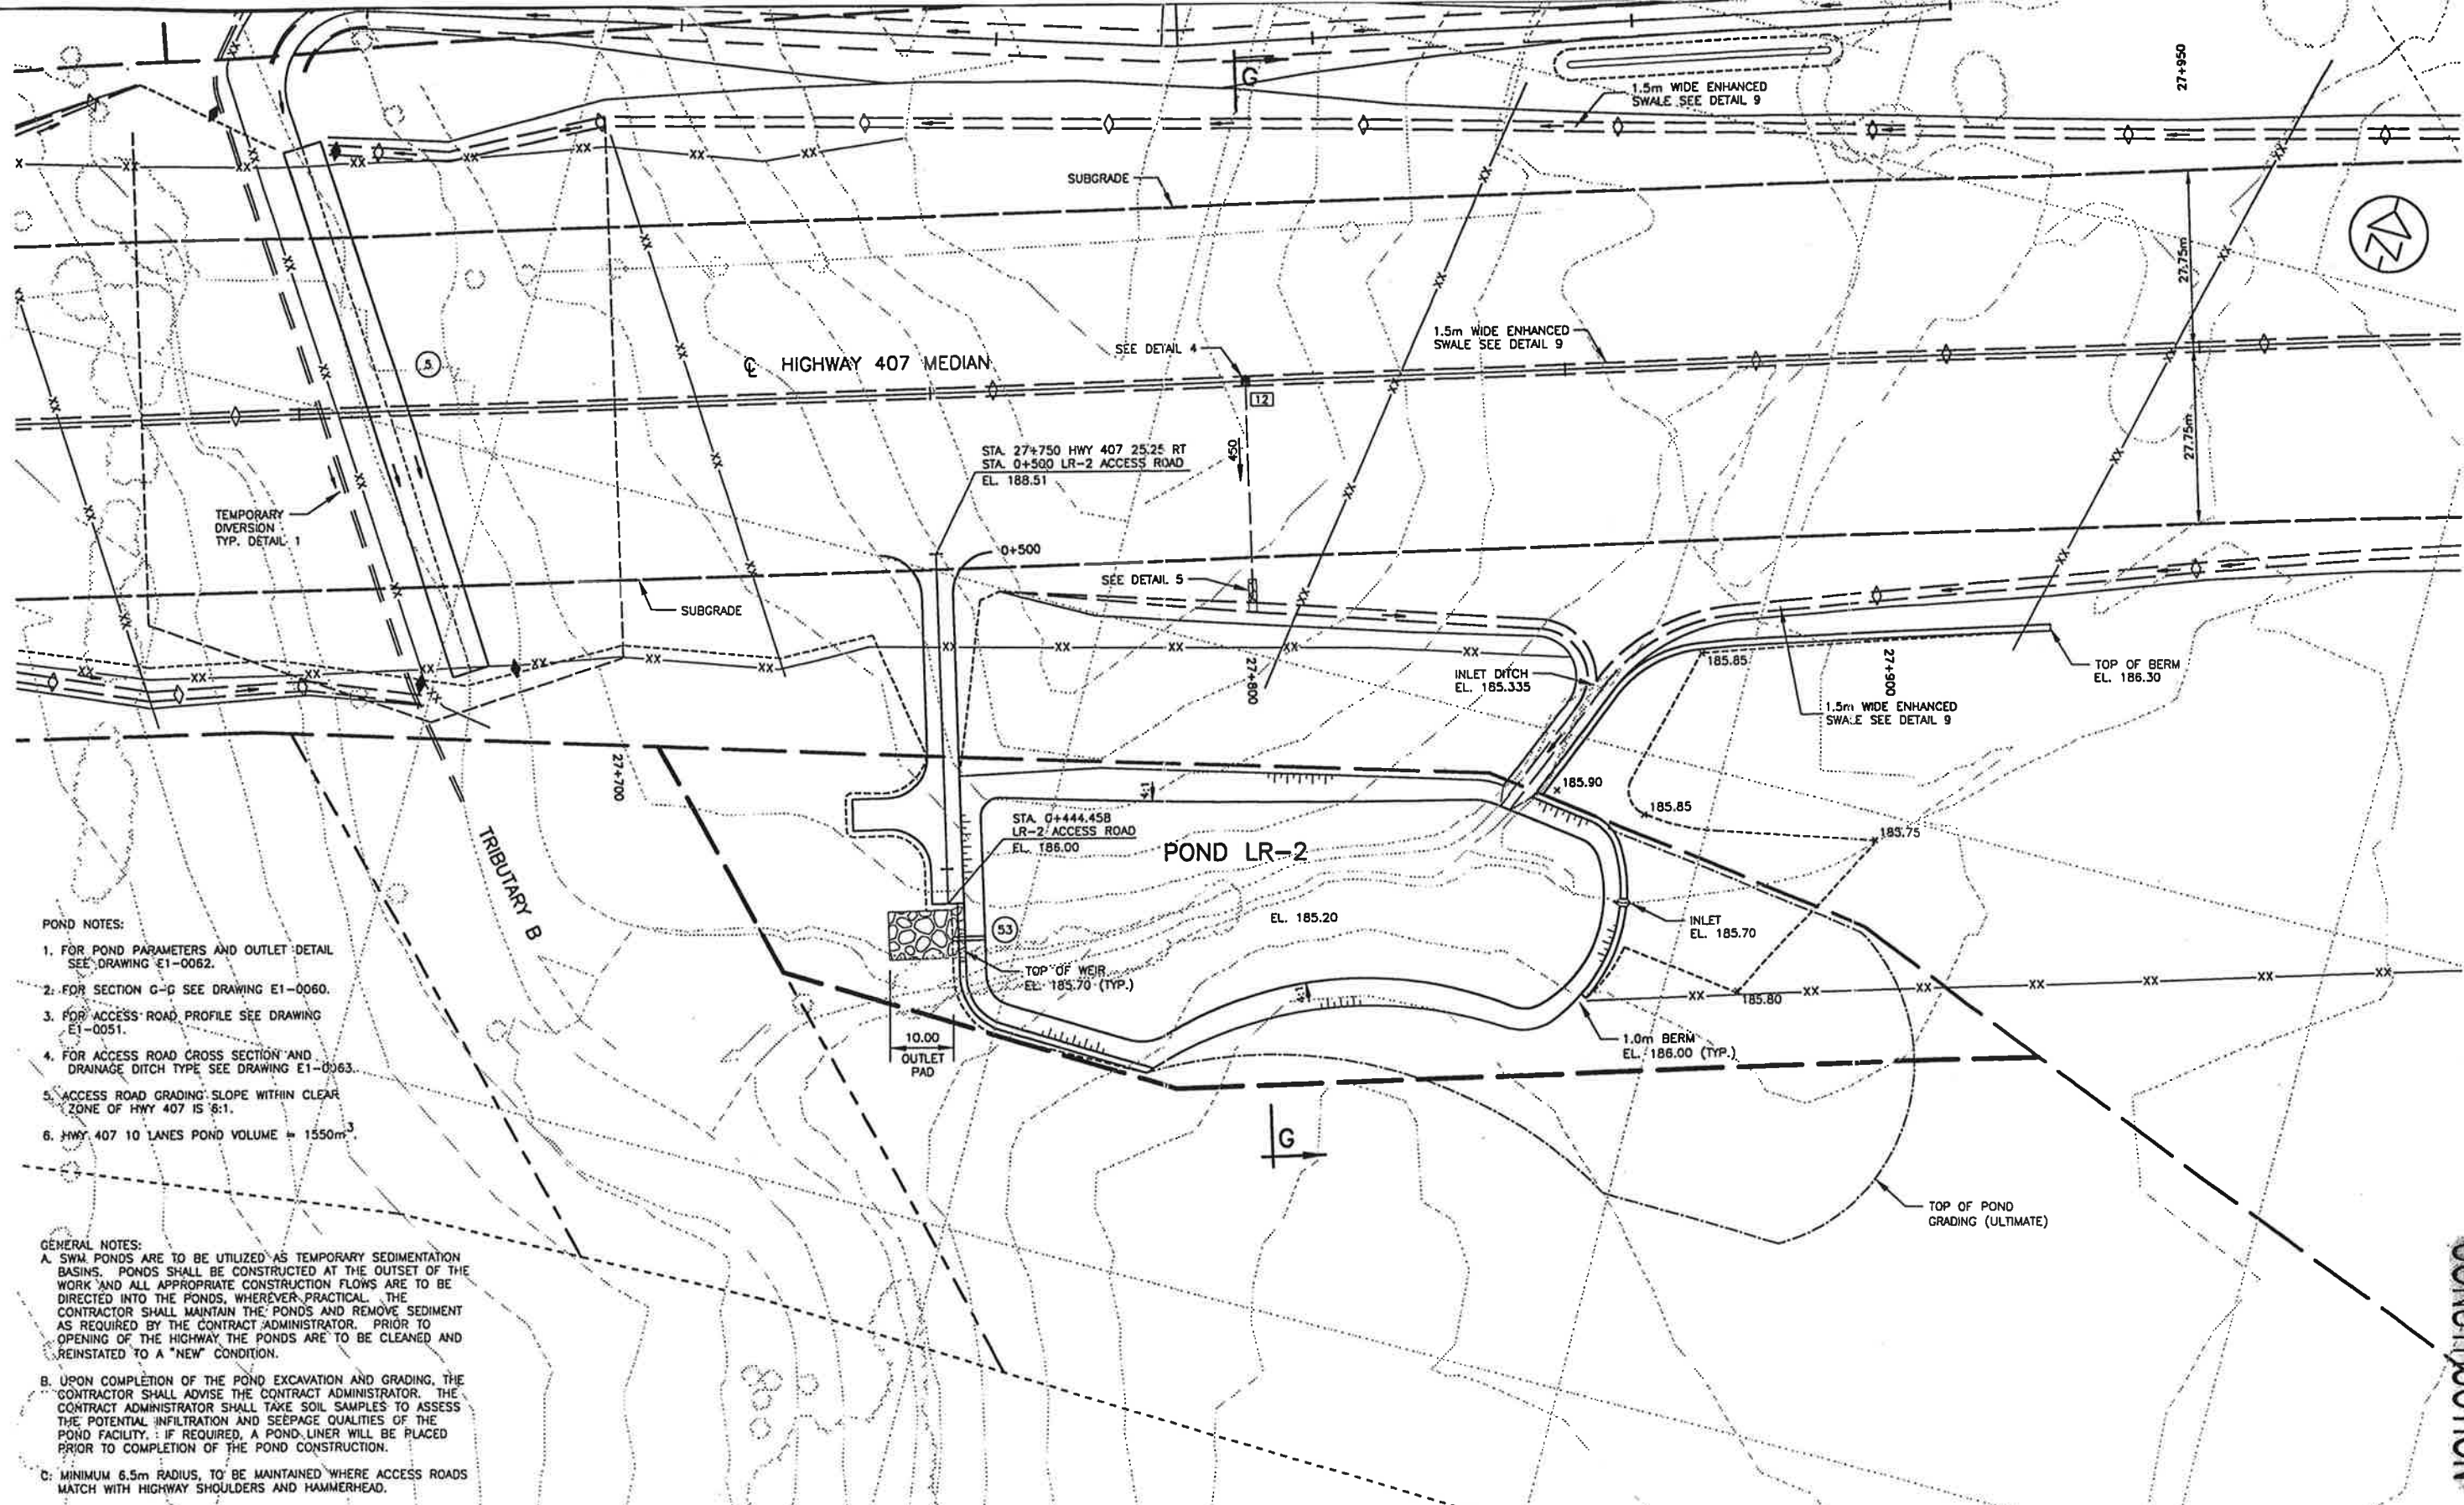 27+950
G
1.5m WIDE ENHANCED
SWALE SEE DETAIL 9
SUBGRADE
27.75m
1.5m WIDE ENHANCED
SWALE SEE DETAIL 9
SEE DETAIL 4
℄ HIGHWAY 407 MEDIAN
5
12
450
27.75m
STA. 27+750 HWY 407 25.25 RT
STA. 0+500 LR-2 ACCESS ROAD
EL. 188.51
TEMPORARY
DIVERSION
TYP. DETAIL 1
0+500
SEE DETAIL 5
SUBGRADE
27+800
INLET DITCH
EL. 185.335
185.85
27+900
TOP OF BERM
EL. 186.30
1.5m WIDE ENHANCED
SWALE SEE DETAIL 9
27+700
4:1
185.90
185.85
185.75
STA. 0+444.458
LR-2 ACCESS ROAD
EL. 186.00
POND LR-2
TRIBUTARY B
EL. 185.20
53
INLET
EL. 185.70
TOP OF WEIR
EL. 185.70 (TYP.)
4:1
185.80
10.00
OUTLET
PAD
1.0m BERM
EL. 186.00 (TYP.)
G
TOP OF POND
GRADING (ULTIMATE)
POND NOTES:
1. FOR POND PARAMETERS AND OUTLET DETAIL
SEE DRAWING E1-0062.
2. FOR SECTION G-G SEE DRAWING E1-0060.
3. FOR ACCESS ROAD PROFILE SEE DRAWING
E1-0051.
4. FOR ACCESS ROAD CROSS SECTION AND
DRAINAGE DITCH TYPE SEE DRAWING E1-0063.
5. ACCESS ROAD GRADING SLOPE WITHIN CLEAR
ZONE OF HWY 407 IS 6:1.
6. HWY 407 10 LANES POND VOLUME = 1550m³.
GENERAL NOTES:
A. SWM PONDS ARE TO BE UTILIZED AS TEMPORARY SEDIMENTATION
BASINS. PONDS SHALL BE CONSTRUCTED AT THE OUTSET OF THE
WORK AND ALL APPROPRIATE CONSTRUCTION FLOWS ARE TO BE
DIRECTED INTO THE PONDS, WHEREVER PRACTICAL. THE
CONTRACTOR SHALL MAINTAIN THE PONDS AND REMOVE SEDIMENT
AS REQUIRED BY THE CONTRACT ADMINISTRATOR. PRIOR TO
OPENING OF THE HIGHWAY THE PONDS ARE TO BE CLEANED AND
REINSTATED TO A "NEW" CONDITION.
B. UPON COMPLETION OF THE POND EXCAVATION AND GRADING, THE
CONTRACTOR SHALL ADVISE THE CONTRACT ADMINISTRATOR. THE
CONTRACT ADMINISTRATOR SHALL TAKE SOIL SAMPLES TO ASSESS
THE POTENTIAL INFILTRATION AND SEEPAGE QUALITIES OF THE
POND FACILITY. IF REQUIRED, A POND LINER WILL BE PLACED
PRIOR TO COMPLETION OF THE POND CONSTRUCTION.
C: MINIMUM 6.5m RADIUS, TO BE MAINTAINED WHERE ACCESS ROADS
MATCH WITH HIGHWAY SHOULDERS AND HAMMERHEAD.